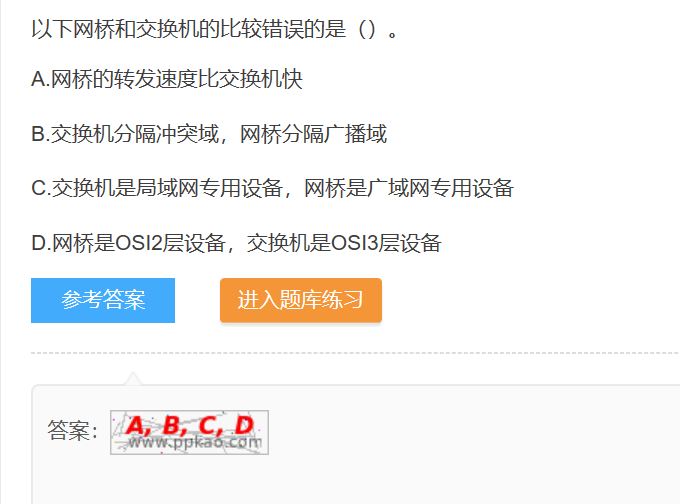 以下网桥和交换机的比较错误的是（）。
A.网桥的转发速度比交换机快
B.交换机分隔冲突域，网桥分隔广播域
C.交换机是局域网专用设备，网桥是广域网专用设备
D.网桥是OSI2层设备，交换机是OSI3层设备
参考答案 进入题库练习
答案： A, B, C, D
www.ppkao.com